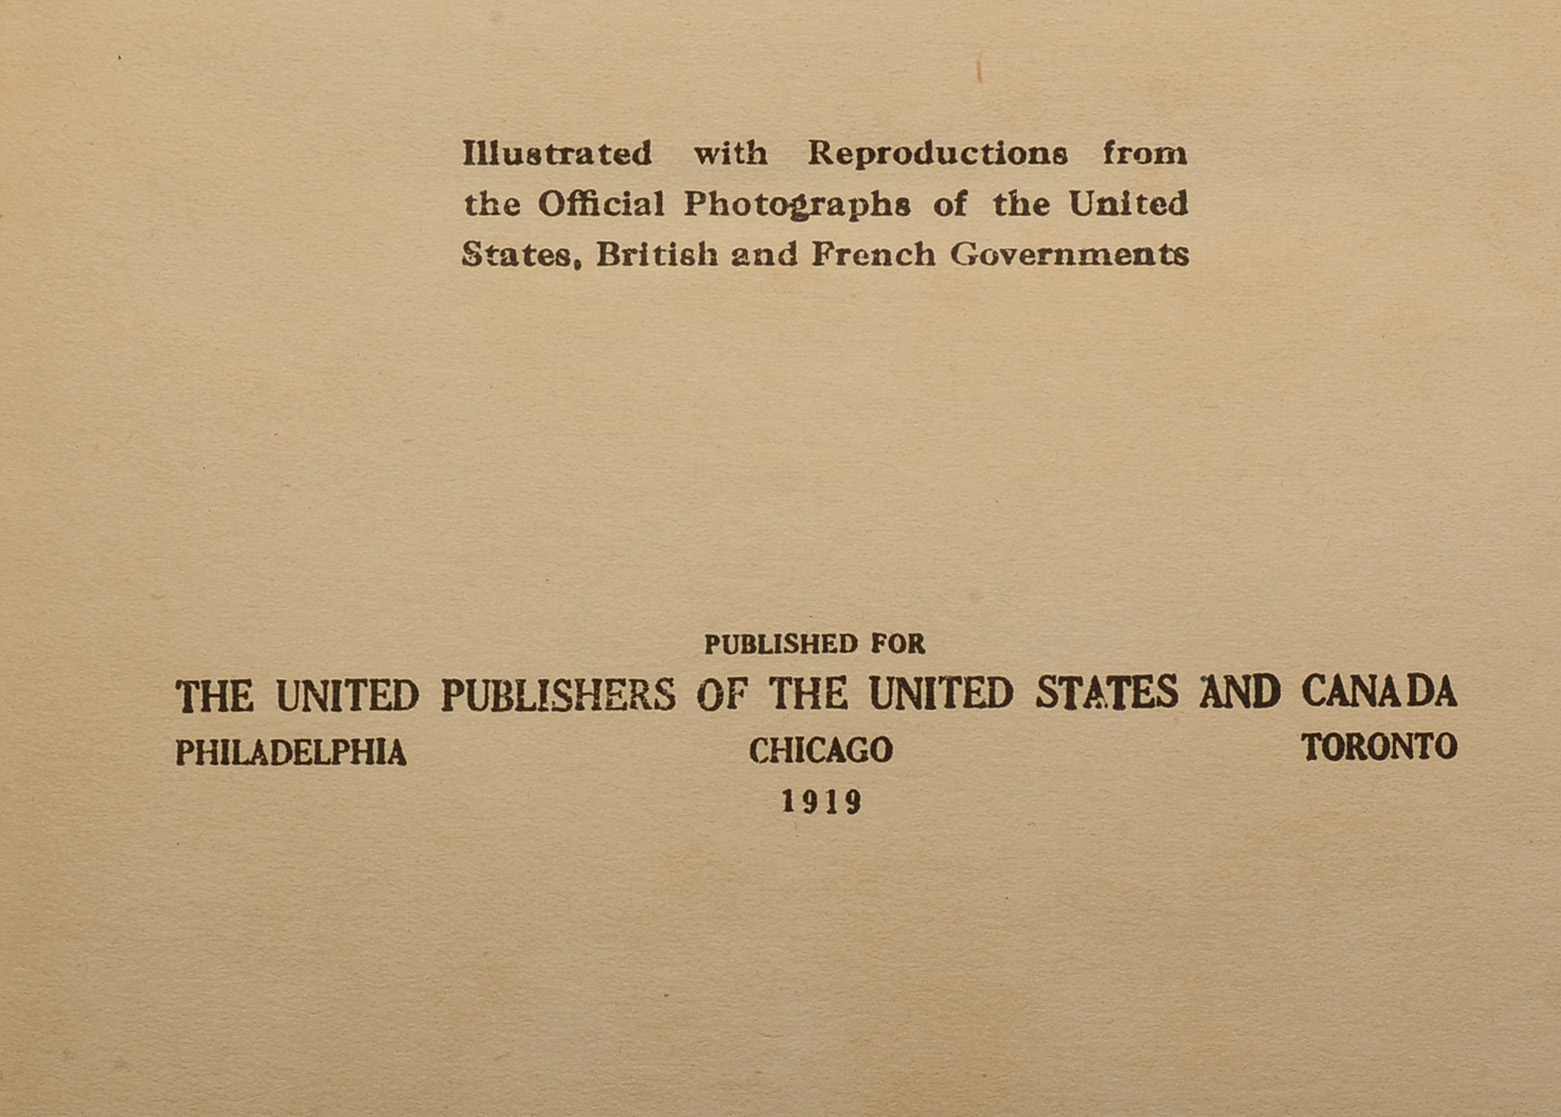 Illustrated with Reproductions from
the Official Photographs of the United
States, British and French Governments
PUBLISHED FOR
THE UNITED PUBLISHERS OF THE UNITED STATES AND CANADA
PHILADELPHIA CHICAGO TORONTO
1919